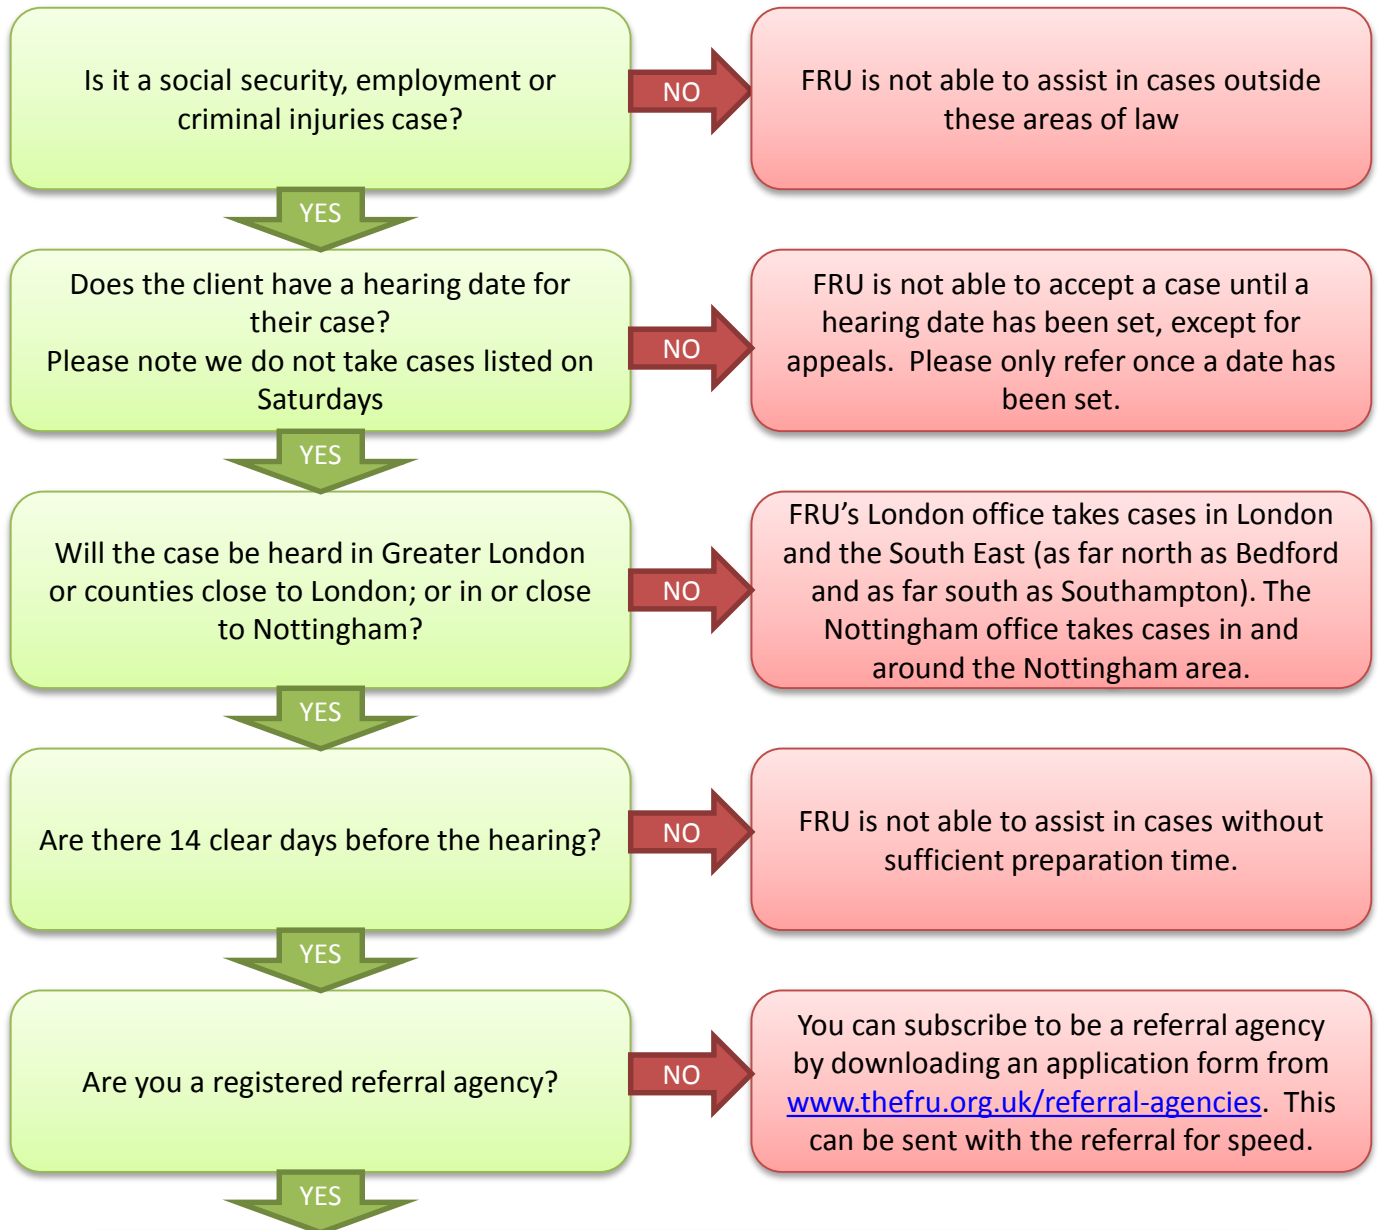 Is it a social security, employment or
criminal injuries case?
NO
FRU is not able to assist in cases outside
these areas of law
YES
Does the client have a hearing date for
their case?
Please note we do not take cases listed on
Saturdays
NO
FRU is not able to accept a case until a
hearing date has been set, except for
appeals.  Please only refer once a date has
been set.
YES
Will the case be heard in Greater London
or counties close to London; or in or close
to Nottingham?
NO
FRU’s London office takes cases in London
and the South East (as far north as Bedford
and as far south as Southampton). The
Nottingham office takes cases in and
around the Nottingham area.
YES
Are there 14 clear days before the hearing?
NO
FRU is not able to assist in cases without
sufficient preparation time.
YES
Are you a registered referral agency?
NO
You can subscribe to be a referral agency
by downloading an application form from
www.thefru.org.uk/referral-agencies.  This
can be sent with the referral for speed.
YES